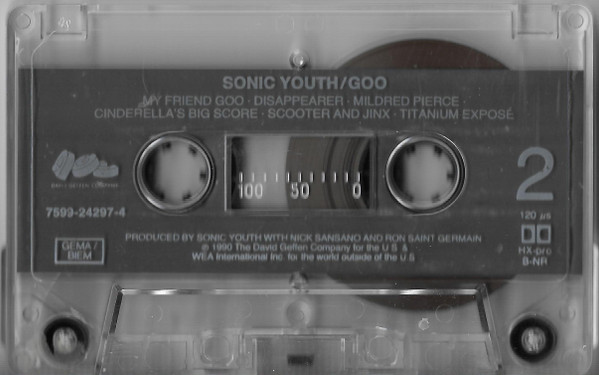 SONIC YOUTH/GOO
MY FRIEND GOO · DISAPPEARER · MILDRED PIERCE ·
CINDERELLA'S BIG SCORE · SCOOTER AND JINX · TITANIUM EXPOSÉ
100 50 0
2
7599-24297-4
120 µs
HX-pro
B-NR
GEMA/
BIEM
PRODUCED BY SONIC YOUTH WITH NICK SANSANO AND RON SAINT GERMAIN
℗ 1990 The David Geffen Company for the U S &
WEA International Inc. for the world outside of the U S